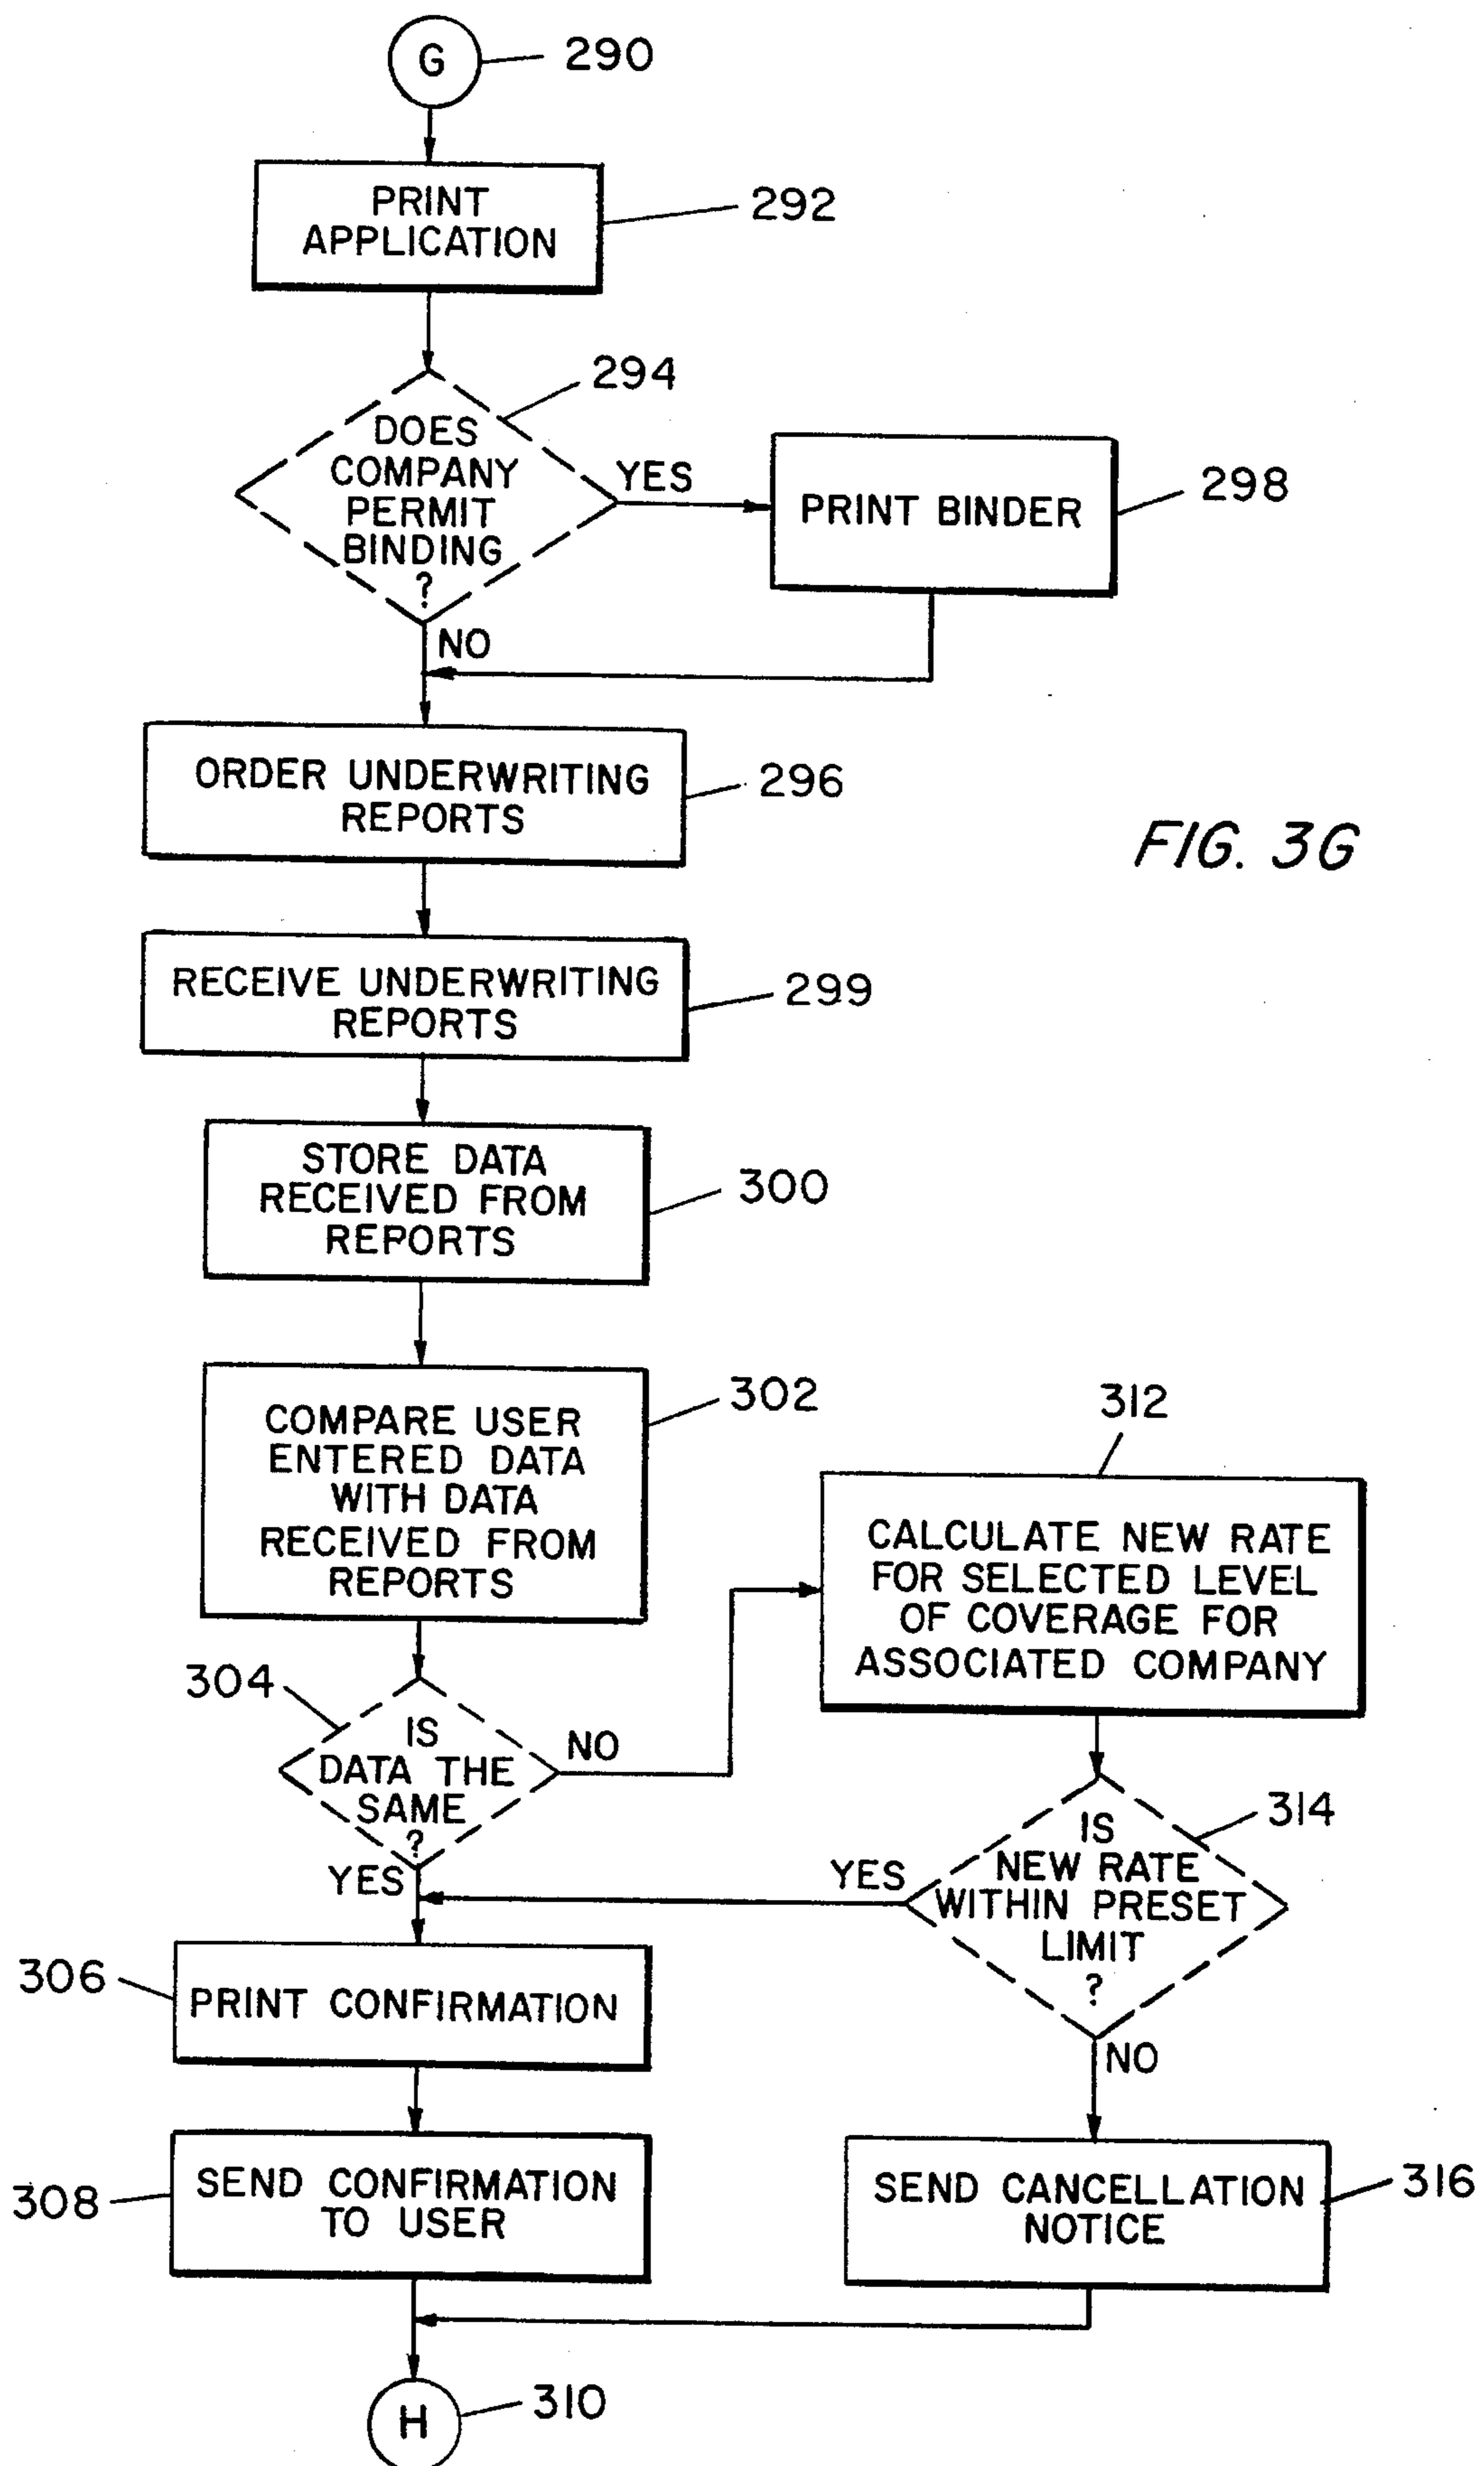 G
290
PRINT
APPLICATION
292
294
DOES
COMPANY
PERMIT
BINDING
?
YES
NO
PRINT BINDER
298
ORDER UNDERWRITING
REPORTS
296
FIG. 3G
RECEIVE UNDERWRITING
REPORTS
299
STORE DATA
RECEIVED FROM
REPORTS
300
COMPARE USER
ENTERED DATA
WITH DATA
RECEIVED FROM
REPORTS
302
312
CALCULATE NEW RATE
FOR SELECTED LEVEL
OF COVERAGE FOR
ASSOCIATED COMPANY
304
IS
DATA THE
SAME
?
NO
YES
314
IS
NEW RATE
WITHIN PRESET
LIMIT
?
YES
NO
306
PRINT CONFIRMATION
308
SEND CONFIRMATION
TO USER
SEND CANCELLATION
NOTICE
316
H
310